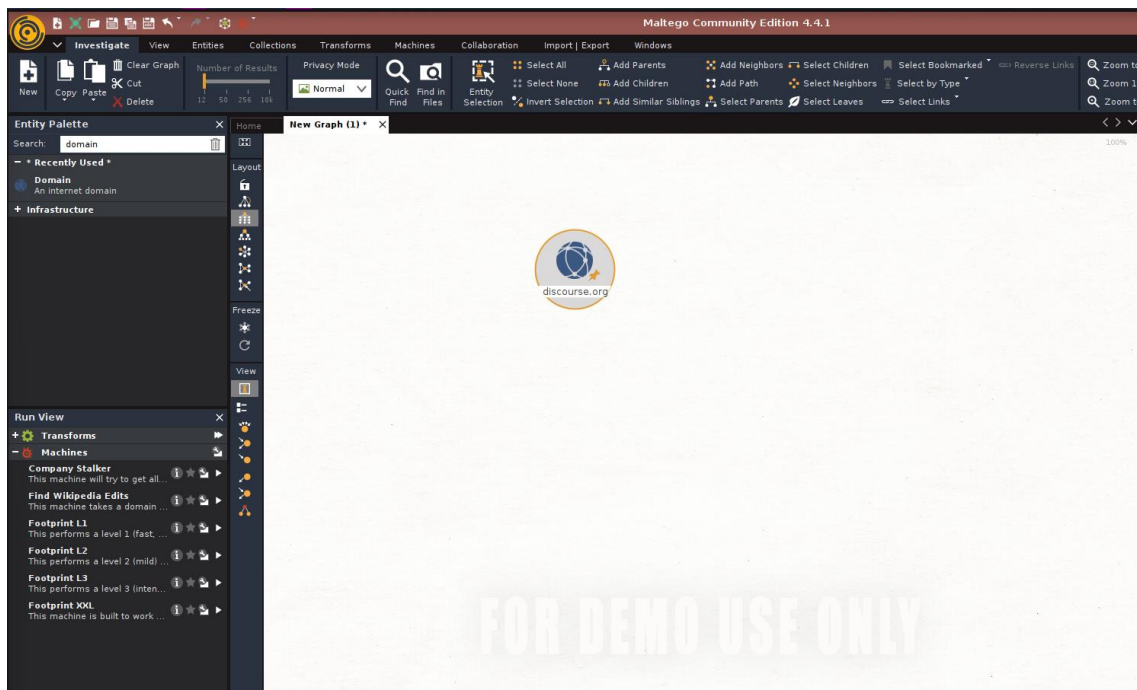 Maltego Community Edition 4.4.1
Investigate View Entities Collections Transforms Machines Collaboration Import | Export Windows
New
Copy Paste
Clear Graph
Cut
Delete
Number of Results
12 50 256 10k
Privacy Mode
Normal
Quick Find
Find in Files
Entity Selection
Select All
Select None
Invert Selection
Add Parents
Add Children
Add Similar Siblings
Add Neighbors
Add Path
Select Parents
Select Children
Select Neighbors
Select Leaves
Select Bookmarked
Select by Type
Select Links
Reverse Links
Zoom to
Zoom 1
Zoom t
Entity Palette
Search: domain
* Recently Used *
Domain
An internet domain
Infrastructure
Home
New Graph (1) *
Layout
Freeze
View
100%
discourse.org
Run View
Transforms
Machines
Company Stalker
This machine will try to get all...
Find Wikipedia Edits
This machine takes a domain ...
Footprint L1
This performs a level 1 (fast, ...
Footprint L2
This performs a level 2 (mild) ...
Footprint L3
This performs a level 3 (inten...
Footprint XXL
This machine is built to work ...
FOR DEMO USE ONLY